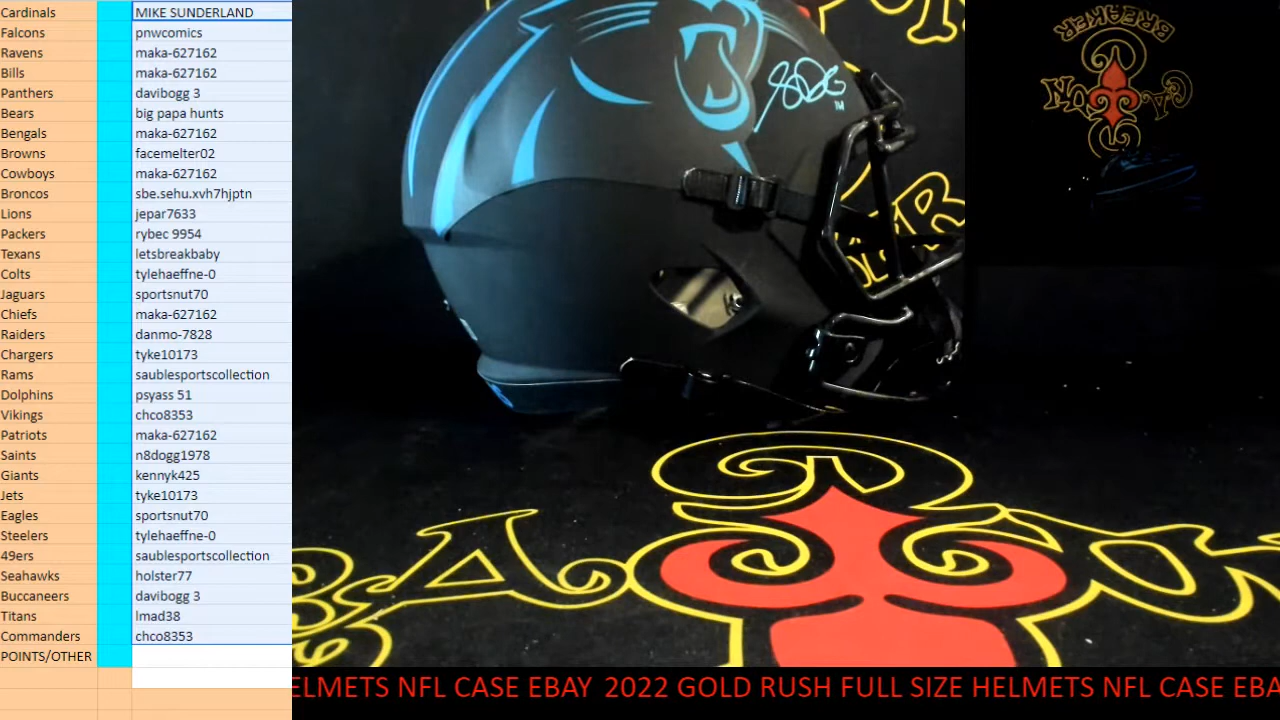 Cardinals MIKE SUNDERLAND
Falcons pnwcomics
Ravens maka-627162
Bills maka-627162
Panthers davibogg 3
Bears big papa hunts
Bengals maka-627162
Browns facemelter02
Cowboys maka-627162
Broncos sbe.sehu.xvh7hjptn
Lions jepar7633
Packers rybec 9954
Texans letsbreakbaby
Colts tylehaeffne-0
Jaguars sportsnut70
Chiefs maka-627162
Raiders danmo-7828
Chargers tyke10173
Rams saublesportscollection
Dolphins psyass 51
Vikings chco8353
Patriots maka-627162
Saints n8dogg1978
Giants kennyk425
Jets tyke10173
Eagles sportsnut70
Steelers tylehaeffne-0
49ers saublesportscollection
Seahawks holster77
Buccaneers davibogg 3
Titans lmad38
Commanders chco8353
POINTS/OTHER
TM
BREAKER
ELMETS NFL CASE EBAY 2022 GOLD RUSH FULL SIZE HELMETS NFL CASE EBA